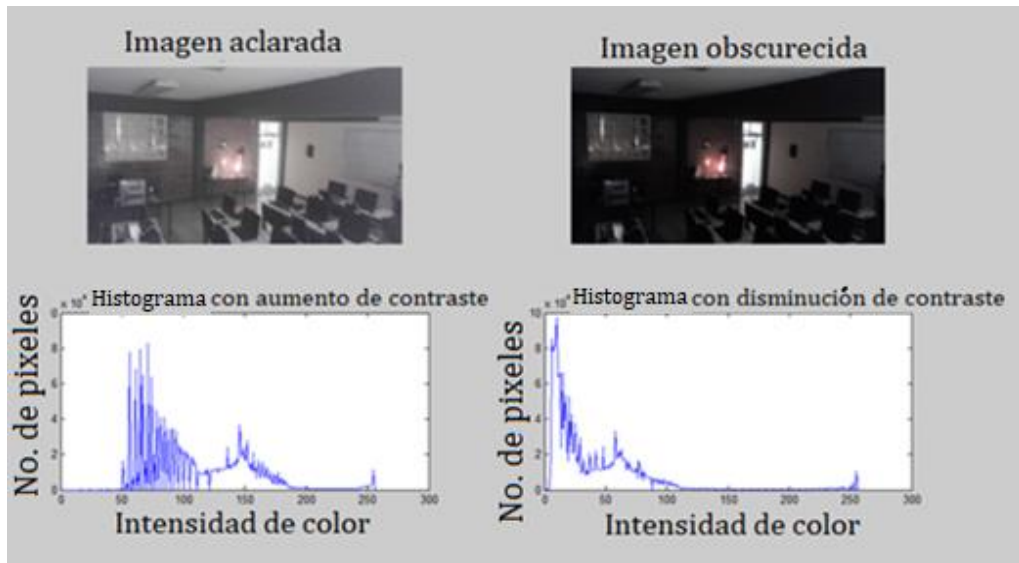 Imagen aclarada
Imagen obscurecida
Histograma con aumento de contraste
Histograma con disminución de contraste
No. de pixeles
8
6
4
2
0
0 50 100 150 200 250 300
Intensidad de color
No. de pixeles
10
8
6
4
2
0
0 50 100 150 200 250 300
Intensidad de color